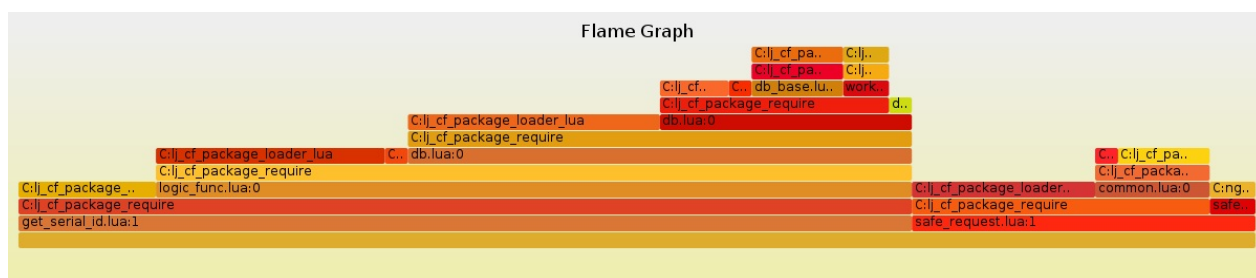 Flame Graph
C:lj_cf_pa.. C:lj..
C:lj_cf_pa.. C:lj..
C:lj_cf.. C.. db_base.lu.. work..
C:lj_cf_package_require d..
C:lj_cf_package_loader_lua db.lua:0
C:lj_cf_package_require
C:lj_cf_package_loader_lua C.. db.lua:0 C.. C:lj_cf_pa..
C:lj_cf_package_require C:lj_cf_packa..
C:lj_cf_package_.. logic_func.lua:0 C:lj_cf_package_loader.. common.lua:0 C:ng..
C:lj_cf_package_require C:lj_cf_package_require safe..
get_serial_id.lua:1 safe_request.lua:1